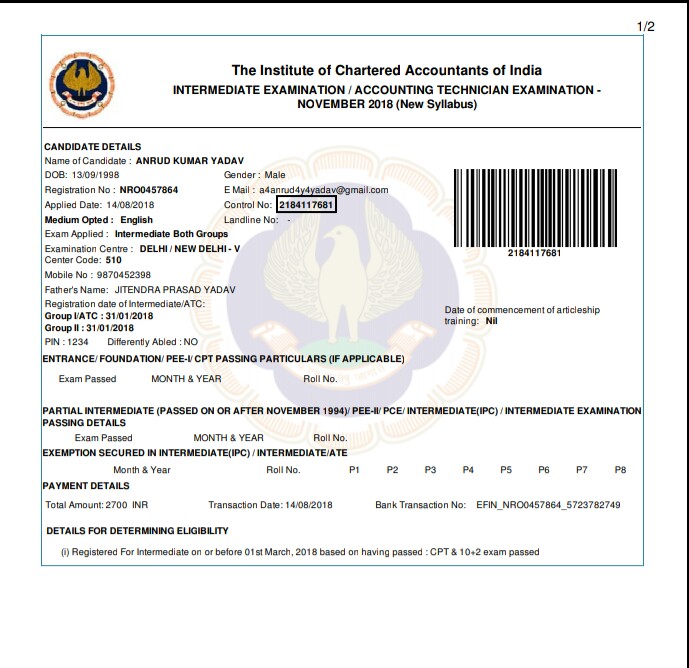 1/2
The Institute of Chartered Accountants of India
INTERMEDIATE EXAMINATION / ACCOUNTING TECHNICIAN EXAMINATION -
NOVEMBER 2018 (New Syllabus)
CANDIDATE DETAILS
Name of Candidate : ANRUD KUMAR YADAV
DOB: 13/09/1998 Gender : Male
Registration No : NRO0457864 E Mail : a4anrud4y4yadav@gmail.com
Applied Date: 14/08/2018 Control No: 2184117681
Medium Opted : English Landline No: -
2184117681
Exam Applied : Intermediate Both Groups
Examination Centre : DELHI / NEW DELHI - V
Center Code: 510
Mobile No : 9870452398
Father's Name: JITENDRA PRASAD YADAV
Registration date of Intermediate/ATC:
Group I/ATC : 31/01/2018
Group II : 31/01/2018
Date of commencement of articleship
training: Nil
PIN : 1234 Differently Abled : NO
ENTRANCE/ FOUNDATION/ PEE-I/ CPT PASSING PARTICULARS (IF APPLICABLE)
Exam Passed MONTH & YEAR Roll No.
PARTIAL INTERMEDIATE (PASSED ON OR AFTER NOVEMBER 1994)/ PEE-II/ PCE/ INTERMEDIATE(IPC) / INTERMEDIATE EXAMINATION
PASSING DETAILS
Exam Passed MONTH & YEAR Roll No.
EXEMPTION SECURED IN INTERMEDIATE(IPC) / INTERMEDIATE/ATE
Month & Year Roll No. P1 P2 P3 P4 P5 P6 P7 P8
PAYMENT DETAILS
Total Amount: 2700 INR Transaction Date: 14/08/2018 Bank Transaction No: EFIN_NRO0457864_5723782749
DETAILS FOR DETERMINING ELIGIBILITY
(i) Registered For Intermediate on or before 01st March, 2018 based on having passed : CPT & 10+2 exam passed